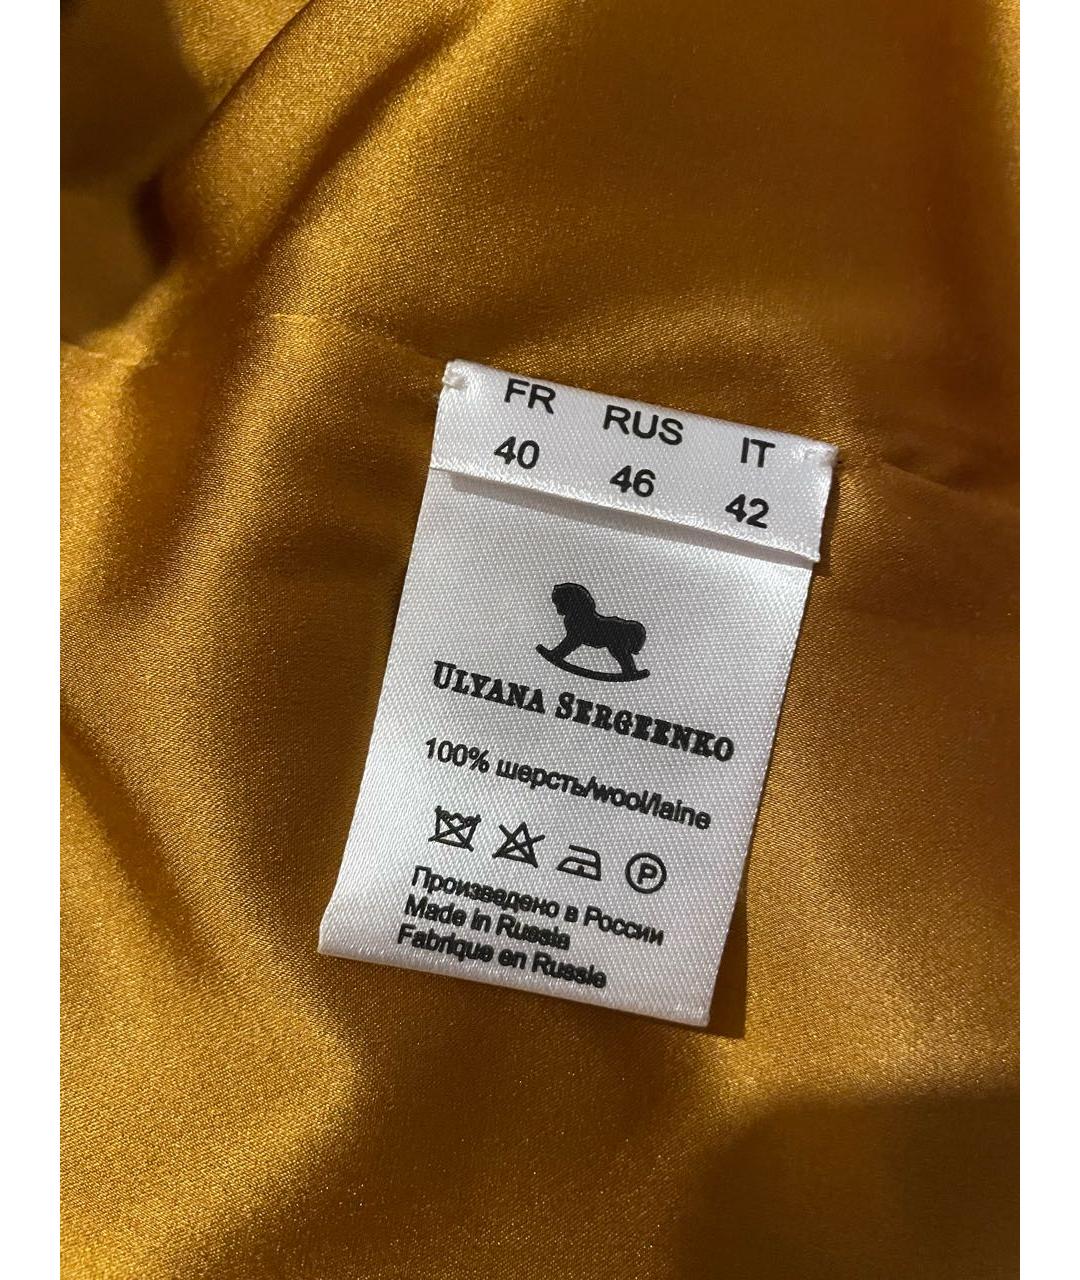 FR RUS IT
40 46 42
ULYANA SERGEENKO
100% шерсть/wool/laine
P
Произведено в России
Made in Russia
Fabrique en Russie